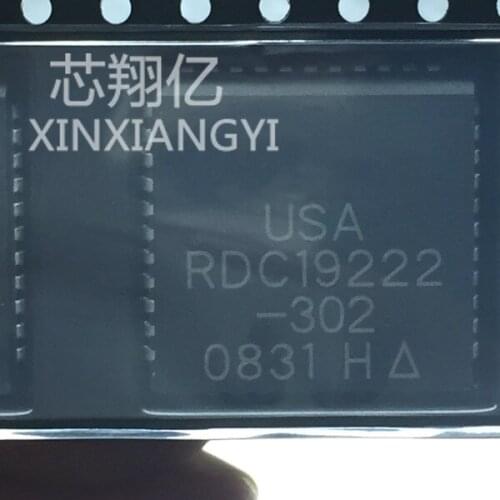 芯翔亿
XINXIANGYI
USA
RDC19222
-302
0831 H △